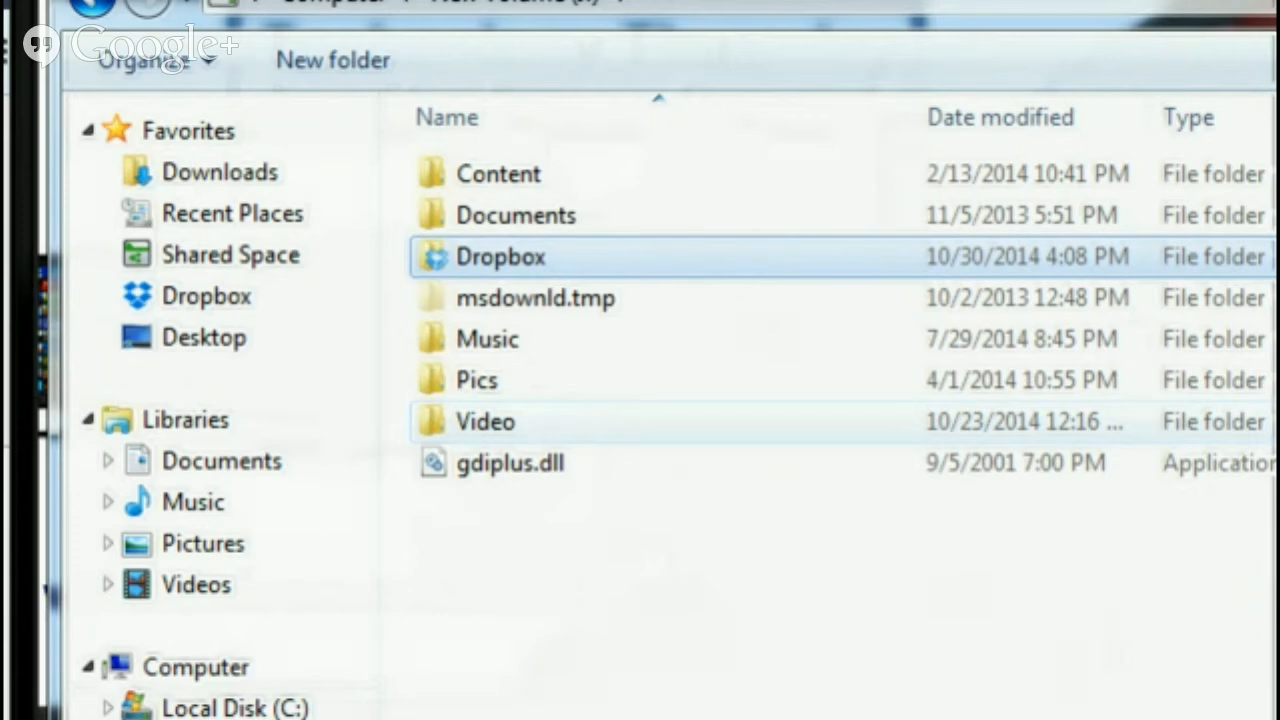 Google+
Organize
New folder
Name
Date modified
Type
Favorites
Downloads
Recent Places
Shared Space
Dropbox
Desktop
Libraries
Documents
Music
Pictures
Videos
Computer
Local Disk (C:)
Content 2/13/2014 10:41 PM File folder
Documents 11/5/2013 5:51 PM File folder
Dropbox 10/30/2014 4:08 PM File folder
msdownld.tmp 10/2/2013 12:48 PM File folder
Music 7/29/2014 8:45 PM File folder
Pics 4/1/2014 10:55 PM File folder
Video 10/23/2014 12:16 ... File folder
gdiplus.dll 9/5/2001 7:00 PM Application